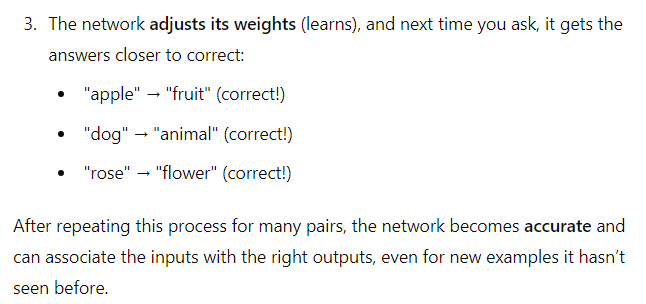 3. The network adjusts its weights (learns), and next time you ask, it gets the
answers closer to correct:
• "apple" → "fruit" (correct!)
• "dog" → "animal" (correct!)
• "rose" → "flower" (correct!)
After repeating this process for many pairs, the network becomes accurate and
can associate the inputs with the right outputs, even for new examples it hasn’t
seen before.